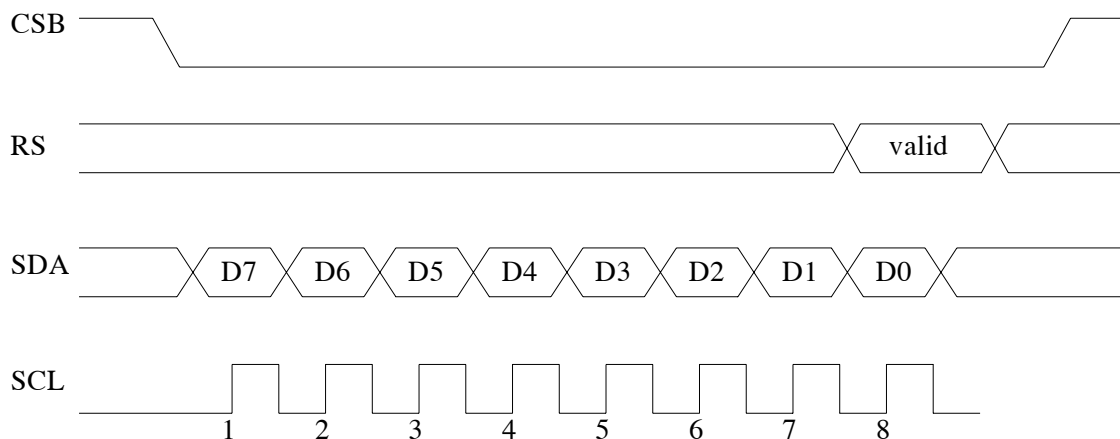 CSB
RS valid
SDA D7 D6 D5 D4 D3 D2 D1 D0
SCL
1 2 3 4 5 6 7 8